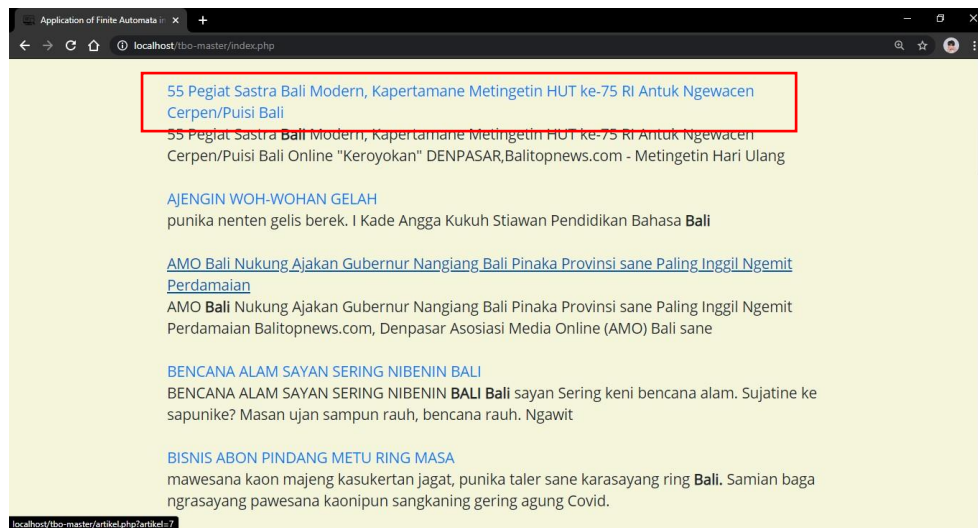 Application of Finite Automata in
localhost/tbo-master/index.php
55 Pegiat Sastra Bali Modern, Kapertamane Metingetin HUT ke-75 RI Antuk Ngewacen
Cerpen/Puisi Bali
55 Pegiat Sastra Bali Modern, Kapertamane Metingetin HUT ke-75 RI Antuk Ngewacen
Cerpen/Puisi Bali Online "Keroyokan" DENPASAR,Balitopnews.com - Metingetin Hari Ulang
AJENGIN WOH-WOHAN GELAH
punika nenten gelis berek. I Kade Angga Kukuh Stiawan Pendidikan Bahasa Bali
AMO Bali Nukung Ajakan Gubernur Nangiang Bali Pinaka Provinsi sane Paling Inggil Ngemit
Perdamaian
AMO Bali Nukung Ajakan Gubernur Nangiang Bali Pinaka Provinsi sane Paling Inggil Ngemit
Perdamaian Balitopnews.com, Denpasar Asosiasi Media Online (AMO) Bali sane
BENCANA ALAM SAYAN SERING NIBENIN BALI
BENCANA ALAM SAYAN SERING NIBENIN BALI Bali sayan Sering keni bencana alam. Sujatine ke
sapunike? Masan ujan sampun rauh, bencana rauh. Ngawit
BISNIS ABON PINDANG METU RING MASA
mawesana kaon majeng kasukertan jagat, punika taler sane karasayang ring Bali. Samian baga
ngrasayang pawesana kaonipun sangkaning gering agung Covid.
localhost/tbo-master/artikel.php?artikel=7